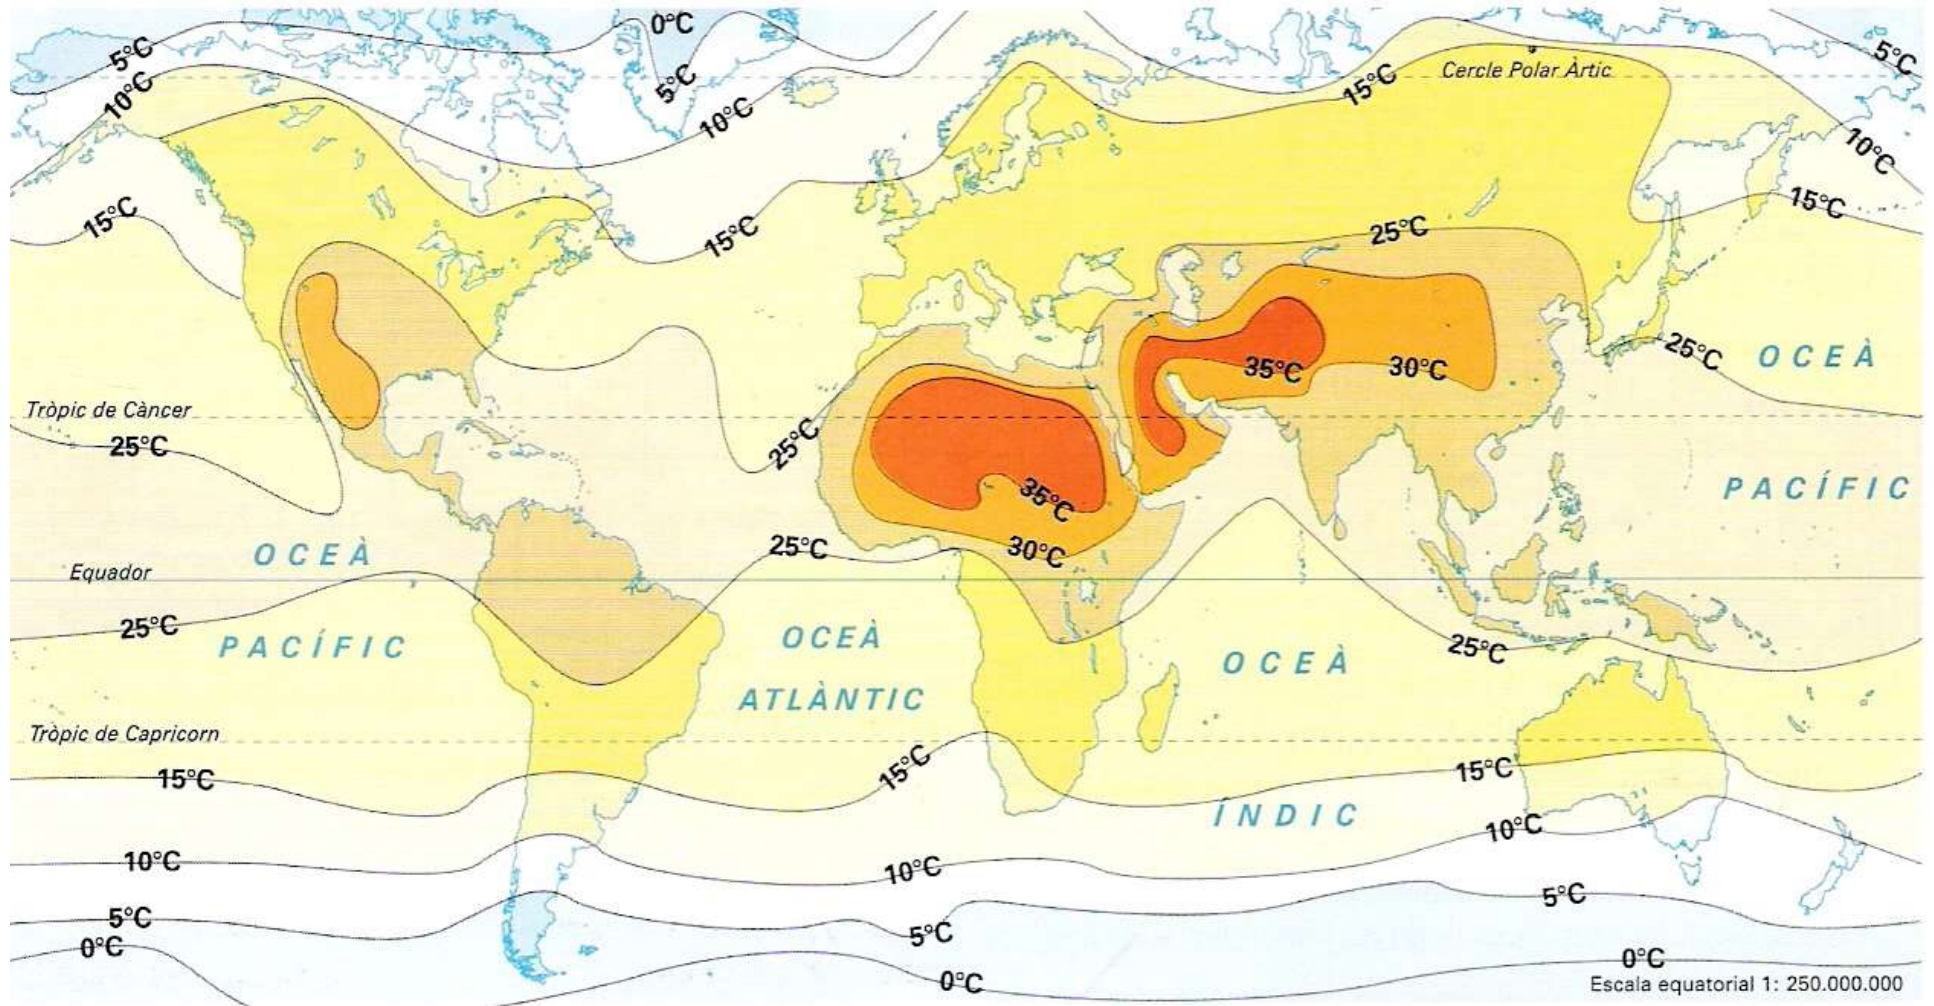 0°C
5°C
5°C
10°C
5°C
Cercle Polar Àrtic
15°C
10°C
10°C
15°C
15°C
15°C
25°C
25°C
OCEÀ
35°C
30°C
Tròpic de Càncer
25°C
25°C
35°C
PACÍFIC
OCEÀ
25°C
30°C
Equador
25°C
PACÍFIC
OCEÀ
ATLÀNTIC
OCEÀ
25°C
Tròpic de Capricorn
15°C
15°C
15°C
ÍNDIC
10°C
10°C
10°C
5°C
5°C
5°C
0°C
0°C
0°C
Escala equatorial 1: 250.000.000